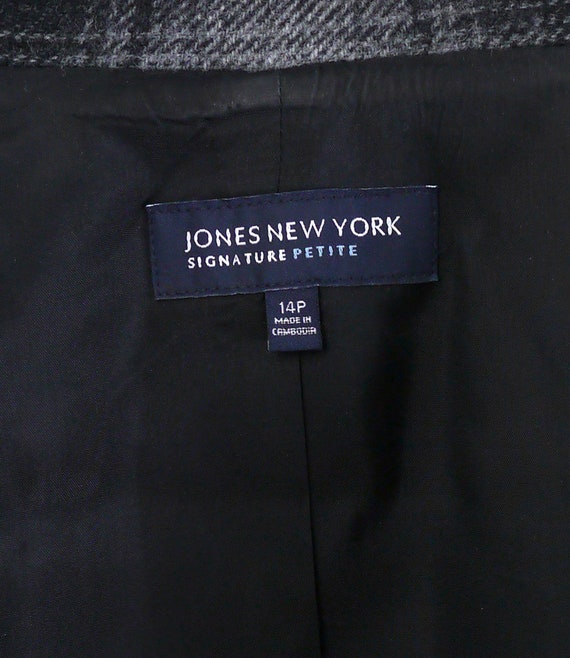 JONES NEW YORK
SIGNATURE PETITE
14P
MADE IN
CAMBODIA